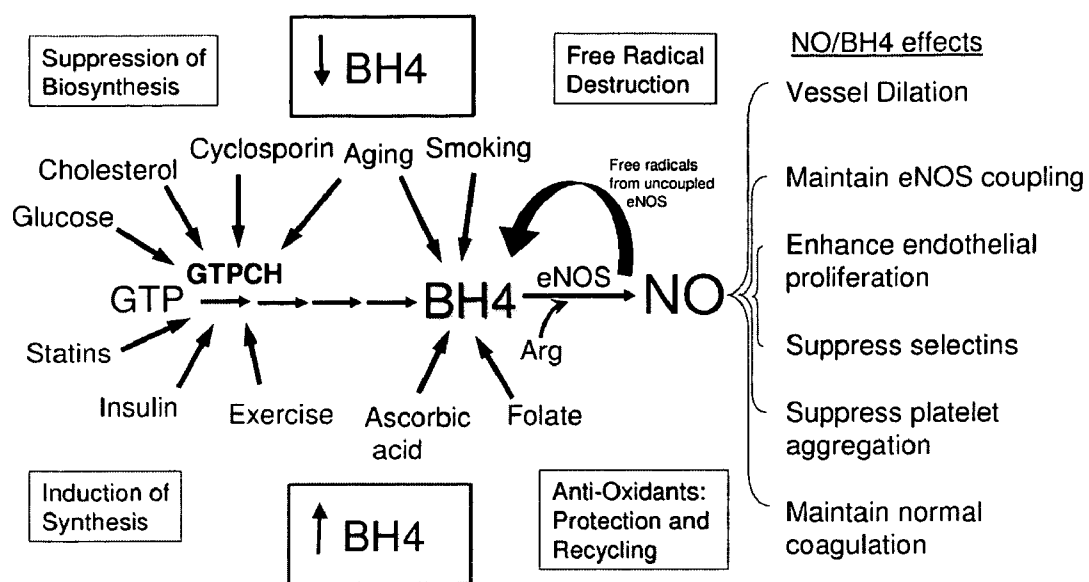 Suppression of
Biosynthesis
↓ BH4
Free Radical
Destruction
NO/BH4 effects
Vessel Dilation
Maintain eNOS coupling
Enhance endothelial
proliferation
Suppress selectins
Suppress platelet
aggregation
Maintain normal
coagulation
Cholesterol
Cyclosporin
Aging
Smoking
Glucose
Free radicals
from uncoupled
eNOS
GTPCH
GTP
BH4
eNOS
NO
Arg
Statins
Insulin
Exercise
Ascorbic
acid
Folate
Induction of
Synthesis
↑ BH4
Anti-Oxidants:
Protection and
Recycling